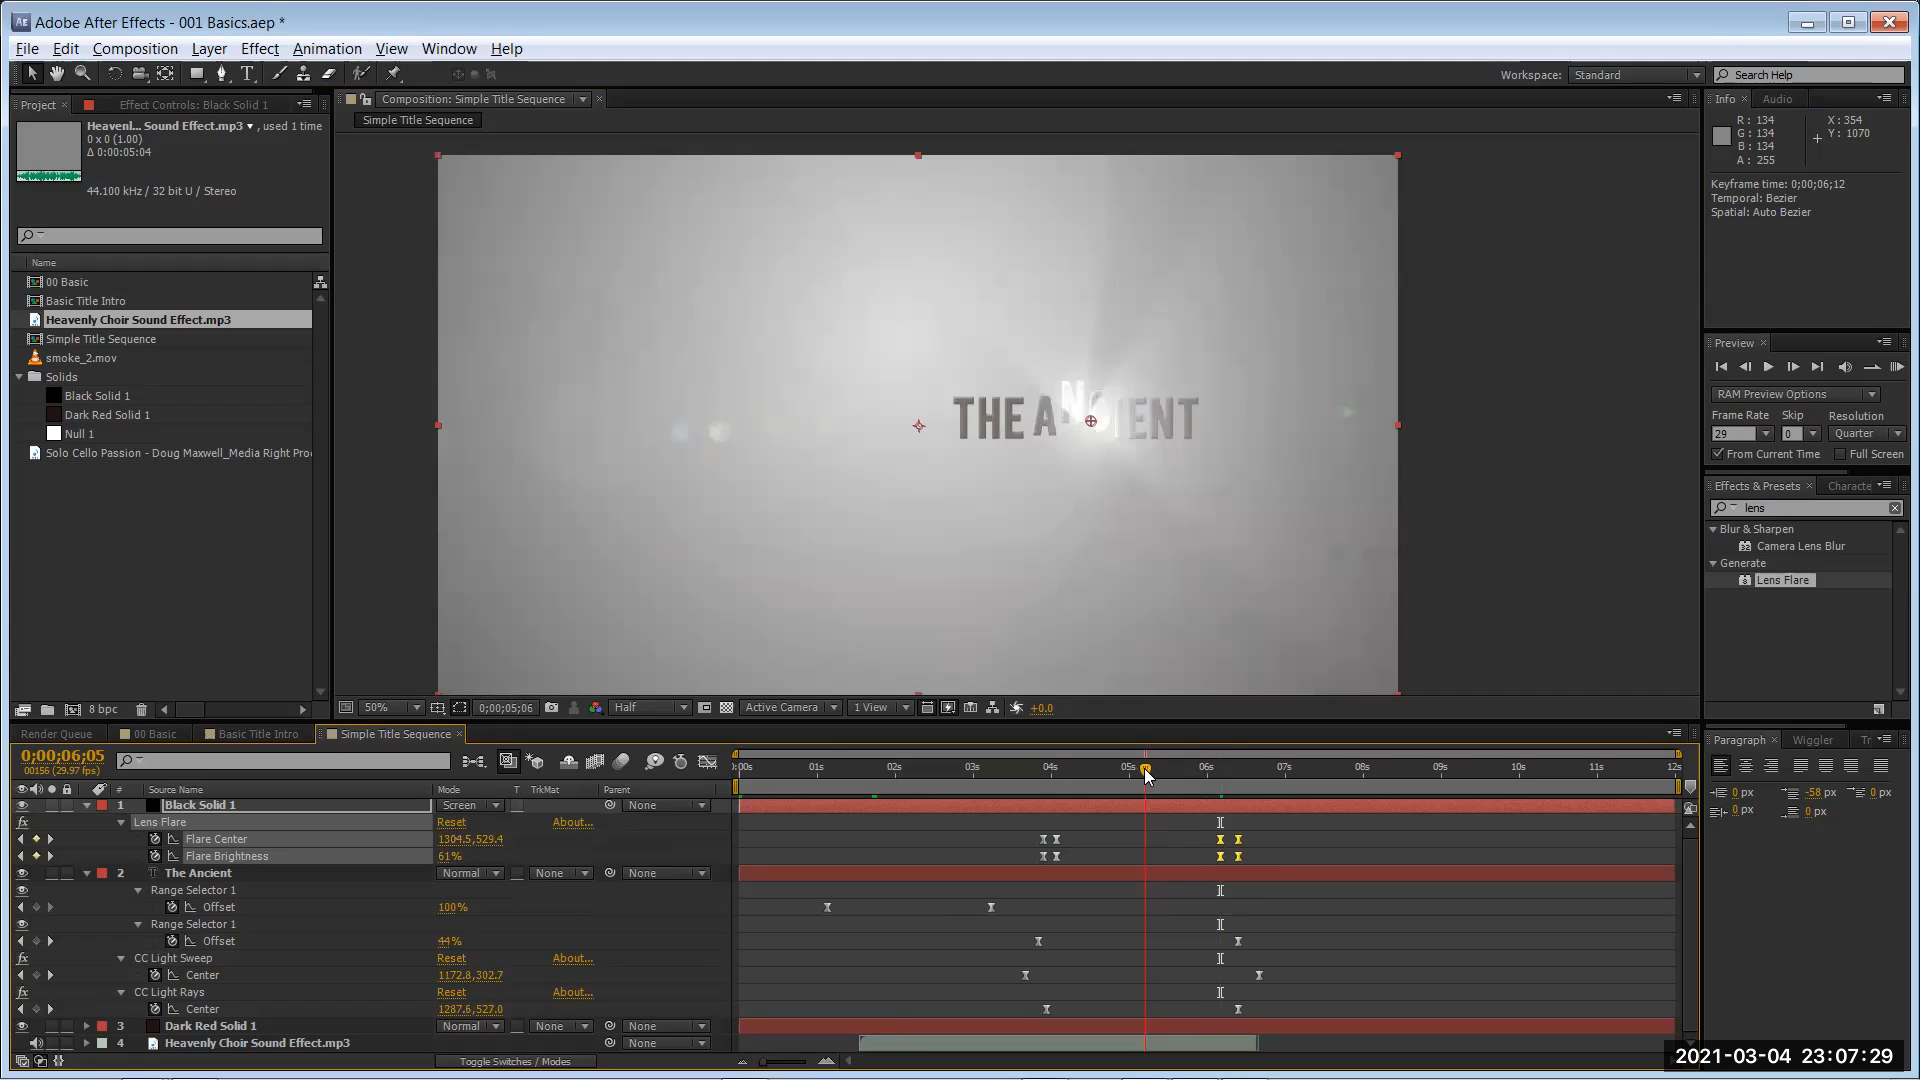 Adobe After Effects - 001 Basics.aep *
File Edit Composition Layer Effect Animation View Window Help
Workspace: Standard Search Help
Project Effect Controls: Black Solid 1
Heavenl... Sound Effect.mp3 , used 1 time
0 x 0 (1.00)
Δ 0:00:05:04
44.100 kHz / 32 bit U / Stereo
Name
00 Basic
Basic Title Intro
Heavenly Choir Sound Effect.mp3
Simple Title Sequence
smoke_2.mov
Solids
Black Solid 1
Dark Red Solid 1
Null 1
Solo Cello Passion - Doug Maxwell_Media Right Pro
8 bpc
Composition: Simple Title Sequence
Simple Title Sequence
THE ANCIENT
50% 0;00;05;06 Half Active Camera 1 View +0.0
Info Audio
R: 134
G: 134
B: 134
A: 255
X: 354
Y: 1070
Keyframe time: 0;00;06;12
Temporal: Bezier
Spatial: Auto Bezier
Preview
RAM Preview Options
Frame Rate Skip Resolution
29 0 Quarter
From Current Time Full Screen
Effects & Presets Characte
lens
Blur & Sharpen
32 Camera Lens Blur
Generate
8 Lens Flare
Render Queue 00 Basic Basic Title Intro Simple Title Sequence
0;00;06;05
00156 (29.97 fps)
# Source Name Mode T TrkMat Parent
:00s 01s 02s 03s 04s 05s 06s 07s 08s 09s 10s 11s 12s
1 Black Solid 1 Screen None
fx Lens Flare Reset About...
Flare Center 1304.5,529.4
Flare Brightness 61%
2 T The Ancient Normal None None
Range Selector 1
Offset 100%
Range Selector 1
Offset 44%
fx CC Light Sweep Reset About...
Center 1172.8,302.7
fx CC Light Rays Reset About...
Center 1287.6,527.0
3 Dark Red Solid 1 Normal None None
4 Heavenly Choir Sound Effect.mp3 None
Toggle Switches / Modes
Paragraph Wiggler Tr
0 px -58 px 0 px
0 px 0 px
2021-03-04 23:07:29